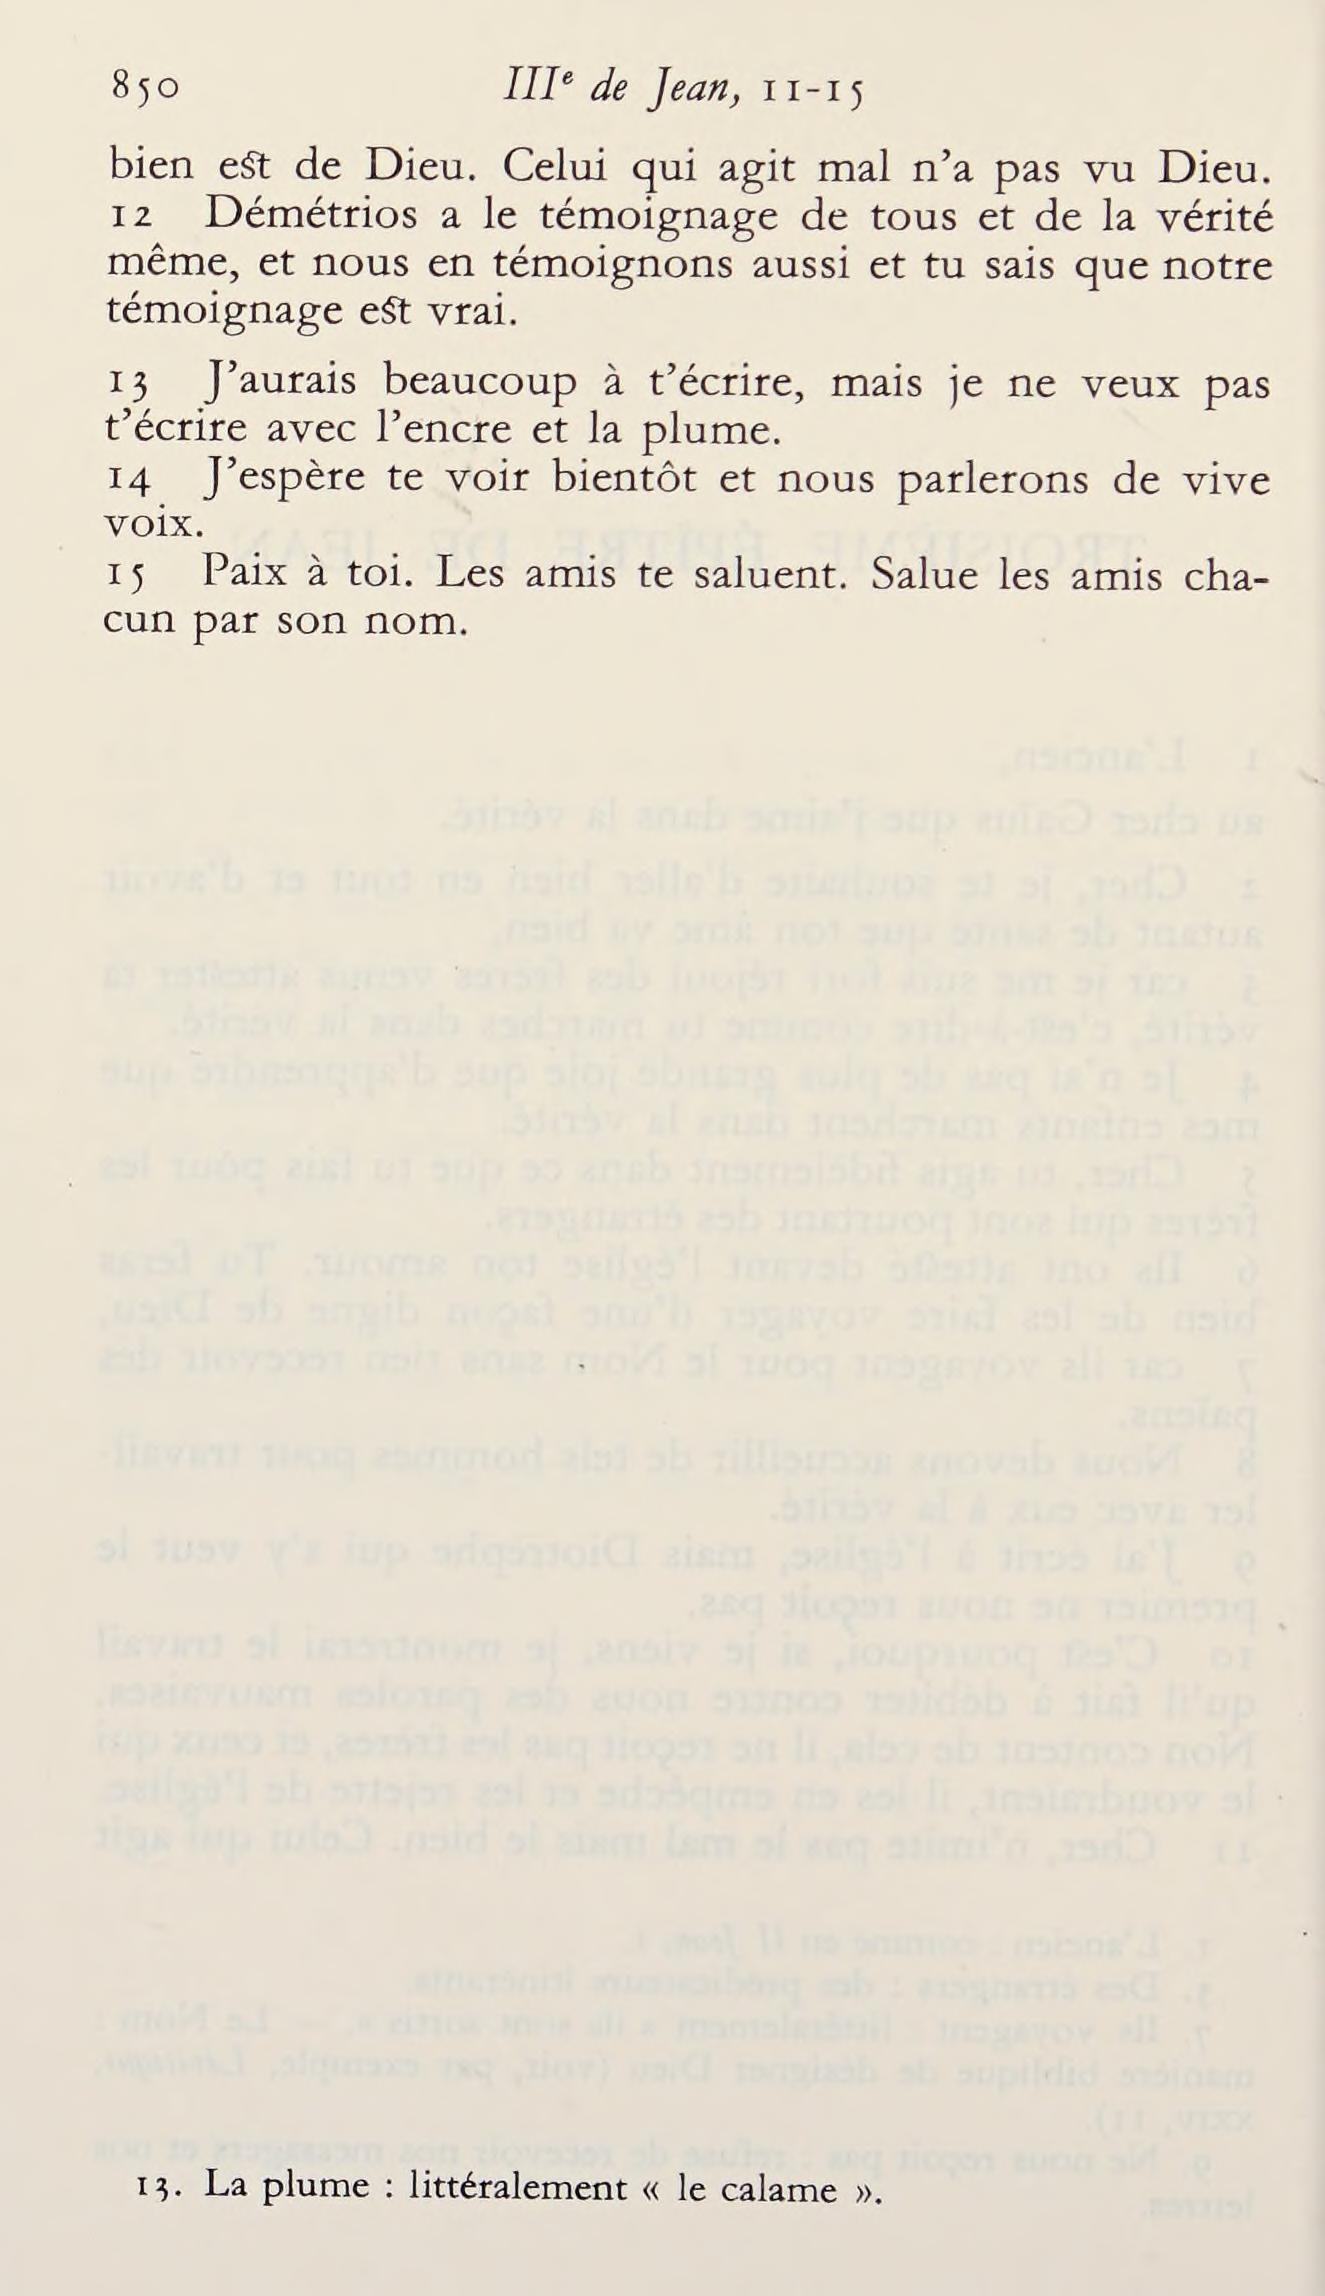 850 IIIe de Jean, 11-15
bien est de Dieu. Celui qui agit mal n’a pas vu Dieu.
12 Démétrios a le témoignage de tous et de la vérité
même, et nous en témoignons aussi et tu sais que notre
témoignage est vrai.
13 J’aurais beaucoup à t’écrire, mais je ne veux pas
t’écrire avec l’encre et la plume.
14 J’espère te voir bientôt et nous parlerons de vive
voix.
15 Paix à toi. Les amis te saluent. Salue les amis cha-
cun par son nom.
13. La plume : littéralement « le calame ».